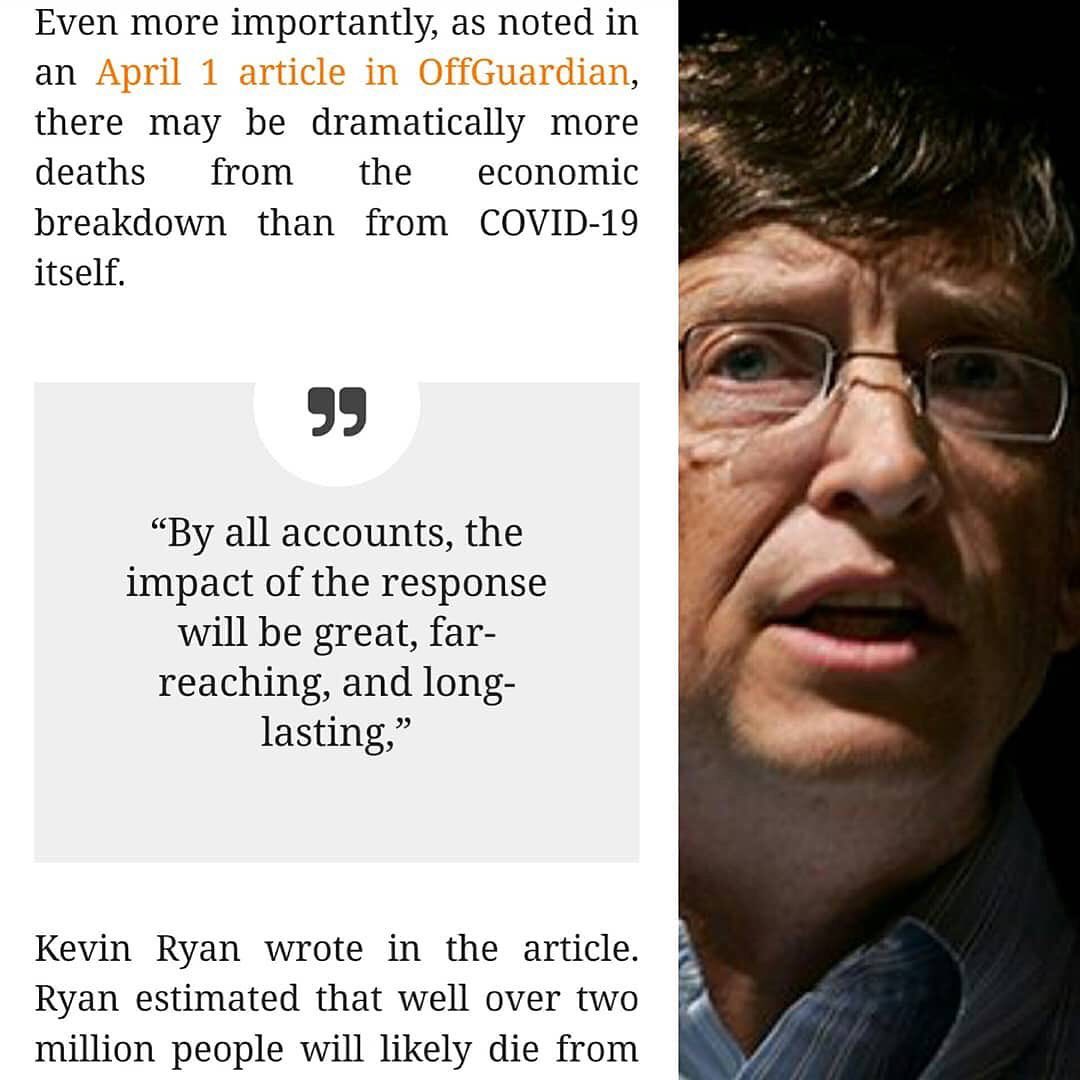 Even more importantly, as noted in
an April 1 article in OffGuardian,
there may be dramatically more
deaths from the economic
breakdown than from COVID-19
itself.
”
“By all accounts, the
impact of the response
will be great, far-
reaching, and long-
lasting,”
Kevin Ryan wrote in the article.
Ryan estimated that well over two
million people will likely die from